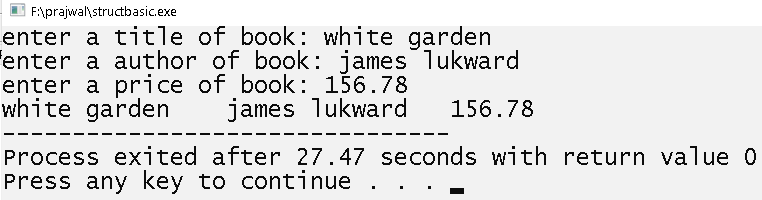 F:\prajwal\structbasic.exe
enter a title of book: white garden
enter a author of book: james lukward
enter a price of book: 156.78
white garden    james lukward   156.78
--------------------------------
Process exited after 27.47 seconds with return value 0
Press any key to continue . . .